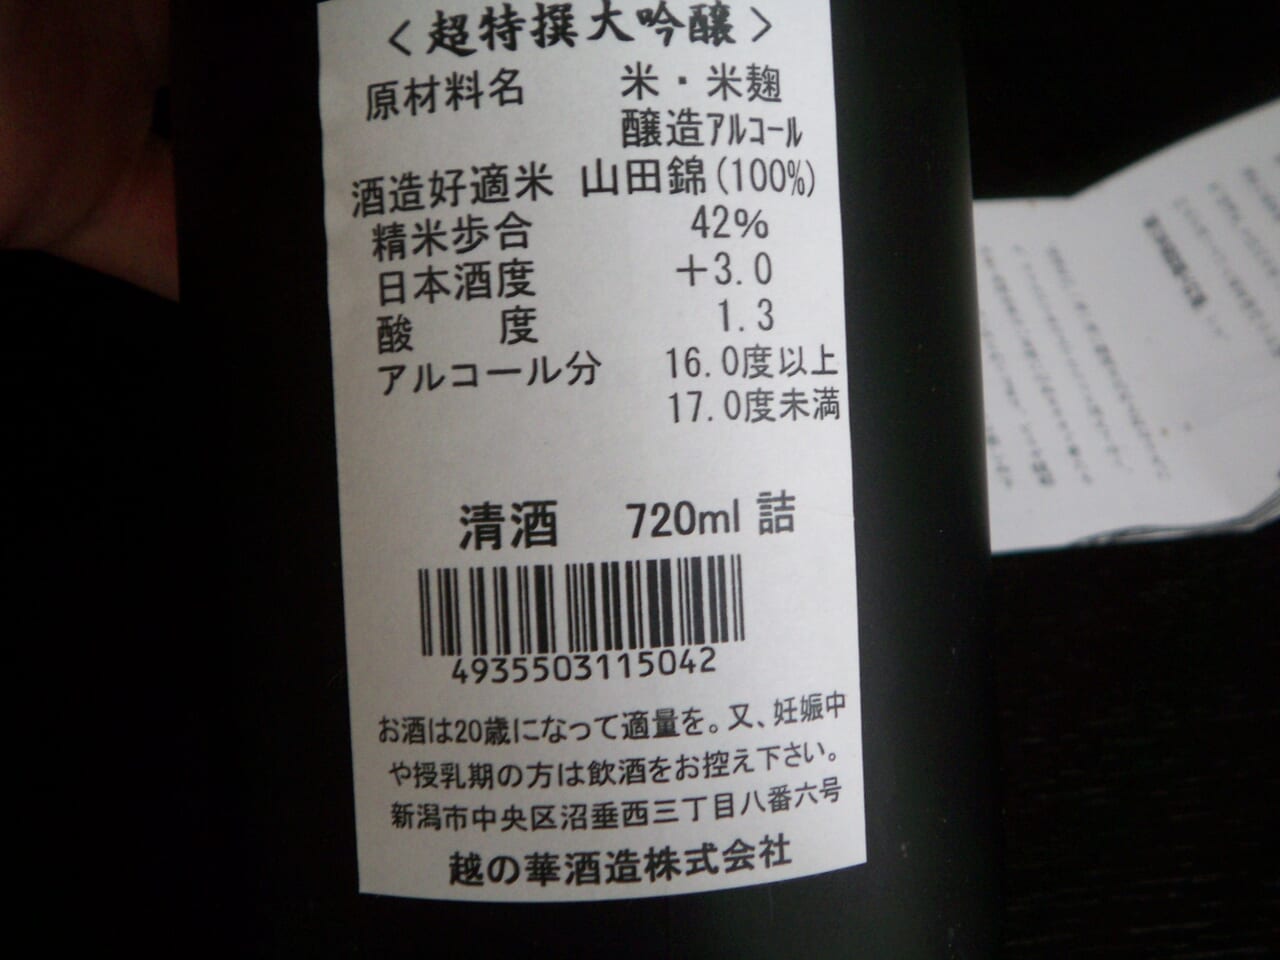 <超特撰大吟醸>
原材料名 米・米麹
醸造アルコール
酒造好適米 山田錦(100%)
精米歩合 42%
日本酒度 +3.0
酸度 1.3
アルコール分 16.0度以上
17.0度未満
清酒 720ml 詰
4935503115042
お酒は20歳になって適量を。又、妊娠中
や授乳期の方は飲酒をお控え下さい。
新潟市中央区沼垂西三丁目八番六号
越の華酒造株式会社